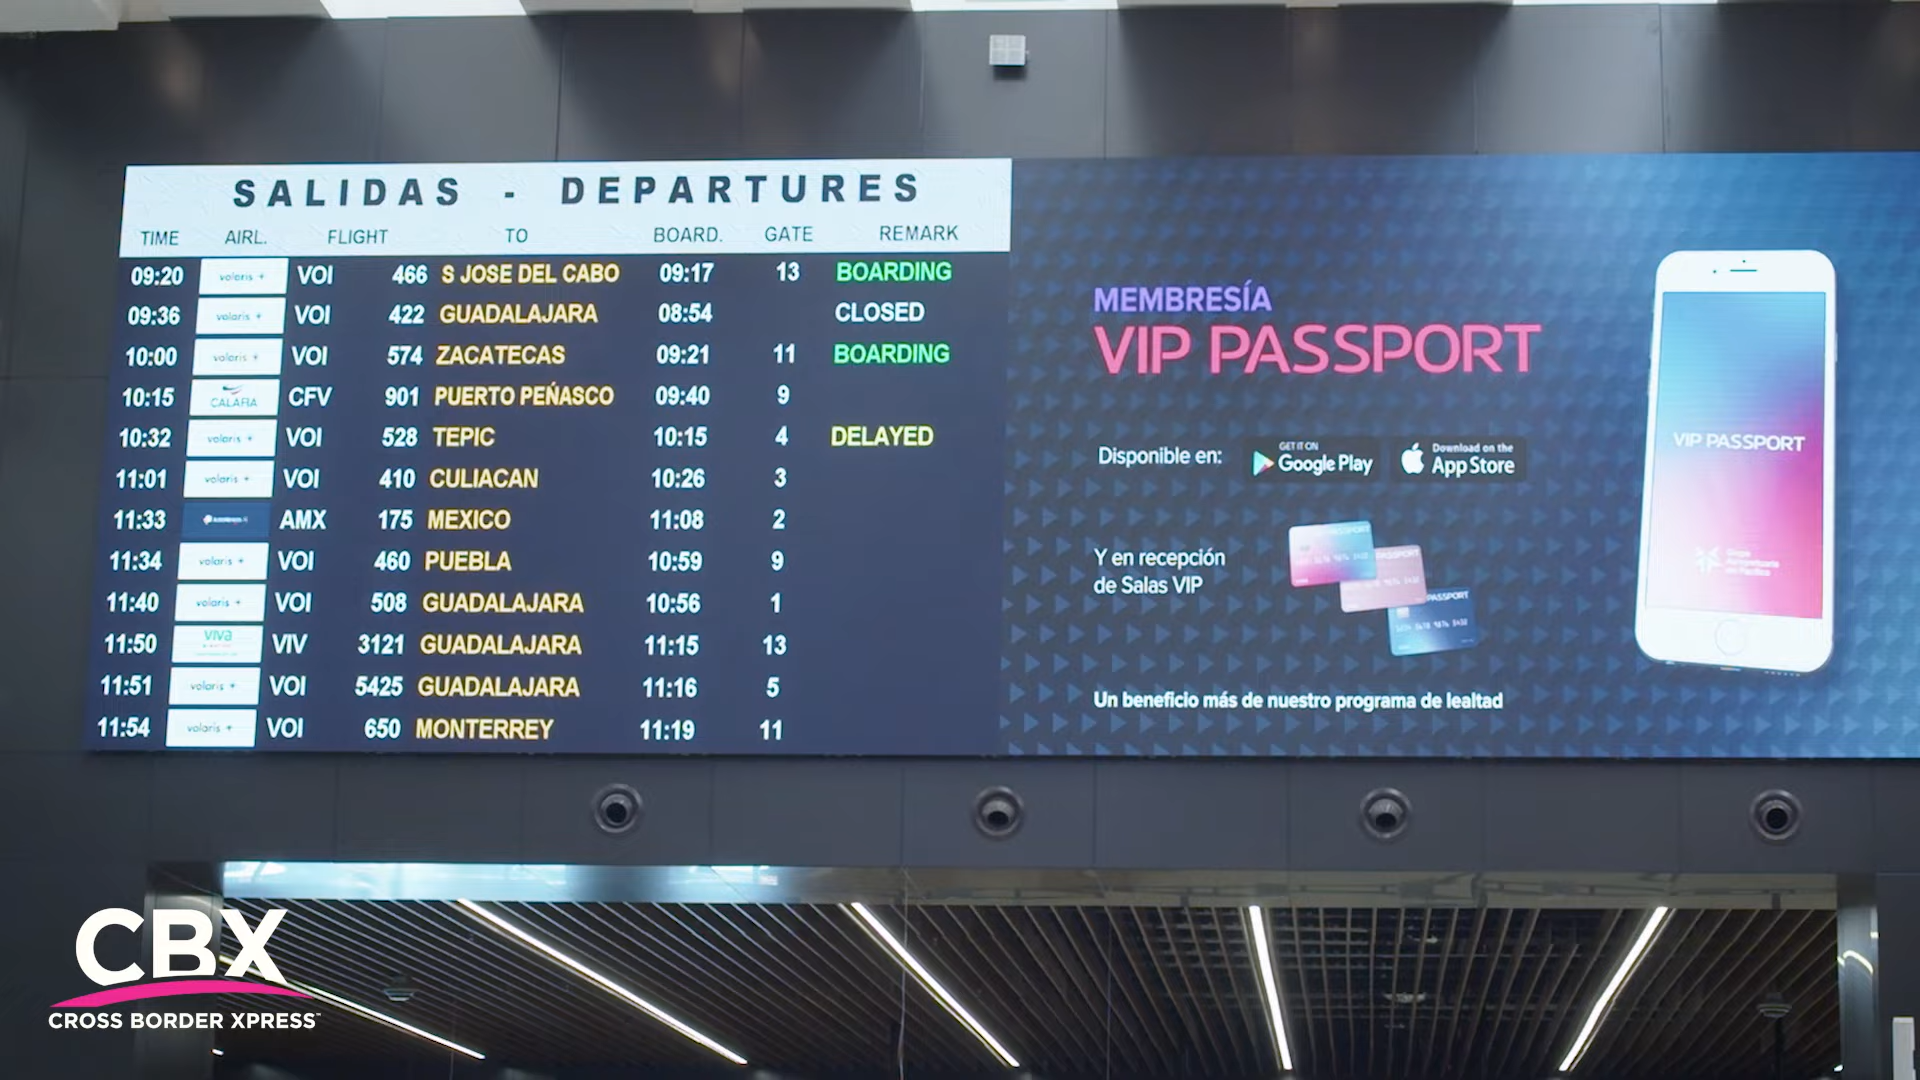 SALIDAS - DEPARTURES
TIME AIRL. FLIGHT TO BOARD. GATE REMARK
09:20 volaris VOI 466 S JOSE DEL CABO 09:17 13 BOARDING
09:36 volaris VOI 422 GUADALAJARA 08:54 CLOSED
10:00 volaris VOI 574 ZACATECAS 09:21 11 BOARDING
10:15 CALAFIA CFV 901 PUERTO PEŃASCO 09:40 9
10:32 volaris VOI 528 TEPIC 10:15 4 DELAYED
11:01 volaris VOI 410 CULIACAN 10:26 3
11:33 AMX 175 MEXICO 11:08 2
11:34 volaris VOI 460 PUEBLA 10:59 9
11:40 volaris VOI 508 GUADALAJARA 10:56 1
11:50 viva VIV 3121 GUADALAJARA 11:15 13
11:51 volaris VOI 5425 GUADALAJARA 11:16 5
11:54 volaris VOI 650 MONTERREY 11:19 11
MEMBRESÍA
VIP PASSPORT
Disponible en: GET IT ON Google Play Download on the App Store
Y en recepción
de Salas VIP
PASSPORT
PASSPORT
Un beneficio más de nuestro programa de lealtad
VIP PASSPORT
Grupo
Aeroportuario
del Pacífico
CBX
CROSS BORDER XPRESS™